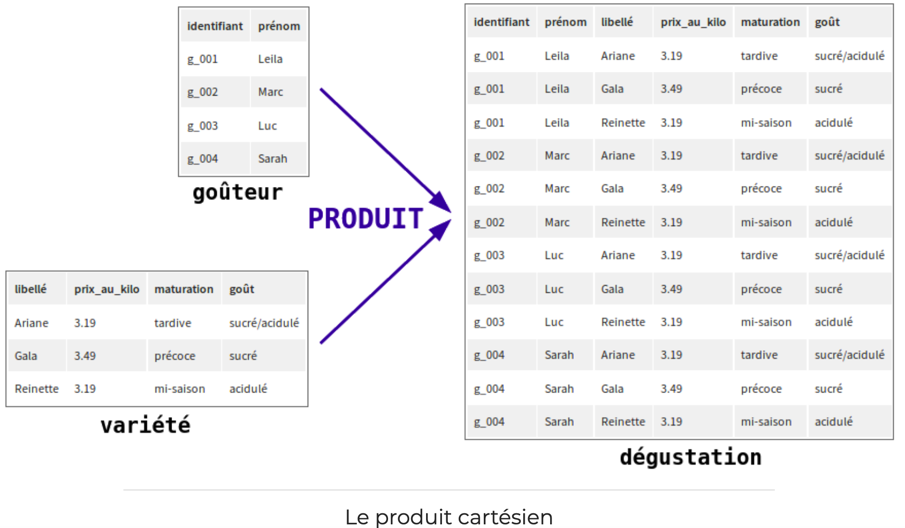 identifiant prénom
g_001 Leila
g_002 Marc
g_003 Luc
g_004 Sarah
goûteur
PRODUIT
libellé prix_au_kilo maturation goût
Ariane 3.19 tardive sucré/acidulé
Gala 3.49 précoce sucré
Reinette 3.19 mi-saison acidulé
variété
identifiant prénom libellé prix_au_kilo maturation goût
g_001 Leila Ariane 3.19 tardive sucré/acidulé
g_001 Leila Gala 3.49 précoce sucré
g_001 Leila Reinette 3.19 mi-saison acidulé
g_002 Marc Ariane 3.19 tardive sucré/acidulé
g_002 Marc Gala 3.49 précoce sucré
g_002 Marc Reinette 3.19 mi-saison acidulé
g_003 Luc Ariane 3.19 tardive sucré/acidulé
g_003 Luc Gala 3.49 précoce sucré
g_003 Luc Reinette 3.19 mi-saison acidulé
g_004 Sarah Ariane 3.19 tardive sucré/acidulé
g_004 Sarah Gala 3.49 précoce sucré
g_004 Sarah Reinette 3.19 mi-saison acidulé
dégustation
Le produit cartésien